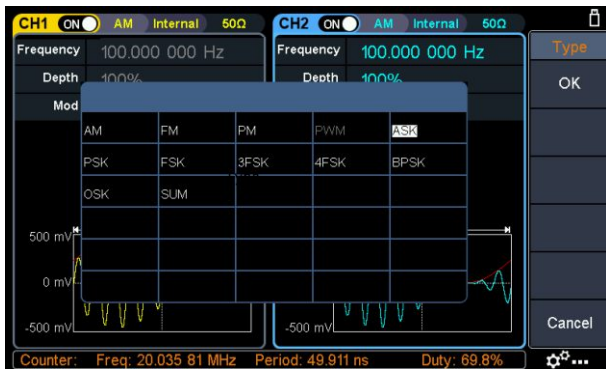 CH1 ON AM Internal 50Ω CH2 ON AM Internal 50Ω
Frequency 100.000 000 Hz Frequency 100.000 000 Hz Type
Depth 100% Depth 100% OK
Mod
AM FM PM PWM ASK
PSK FSK 3FSK 4FSK BPSK
OSK SUM
500 mV
0 mV
-500 mV -500 mV Cancel
Counter: Freq: 20.035 81 MHz Period: 49.911 ns Duty: 69.8%